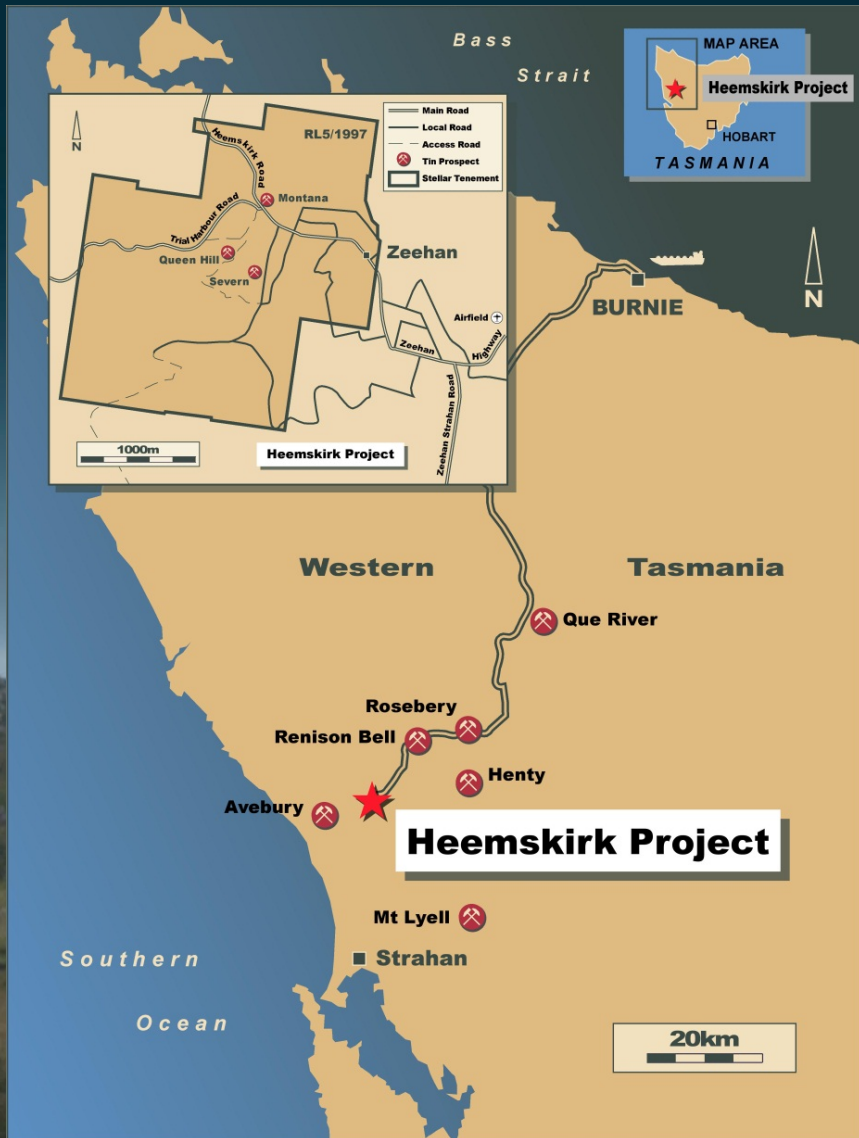 Bass
Strait
MAP AREA
Heemskirk Project
HOBART
TASMANIA
N
RL5/1997
Main Road
Local Road
Access Road
Tin Prospect
Stellar Tenement
Heemskirk Road
Montana
Trial Harbour Road
Queen Hill
Severn
Zeehan
Airfield
Zeehan
Highway
Zeehan Strahan Road
1000m
Heemskirk Project
N
BURNIE
Western
Tasmania
Que River
Rosebery
Renison Bell
Henty
Avebury
Heemskirk Project
Mt Lyell
Strahan
Southern
Ocean
20km